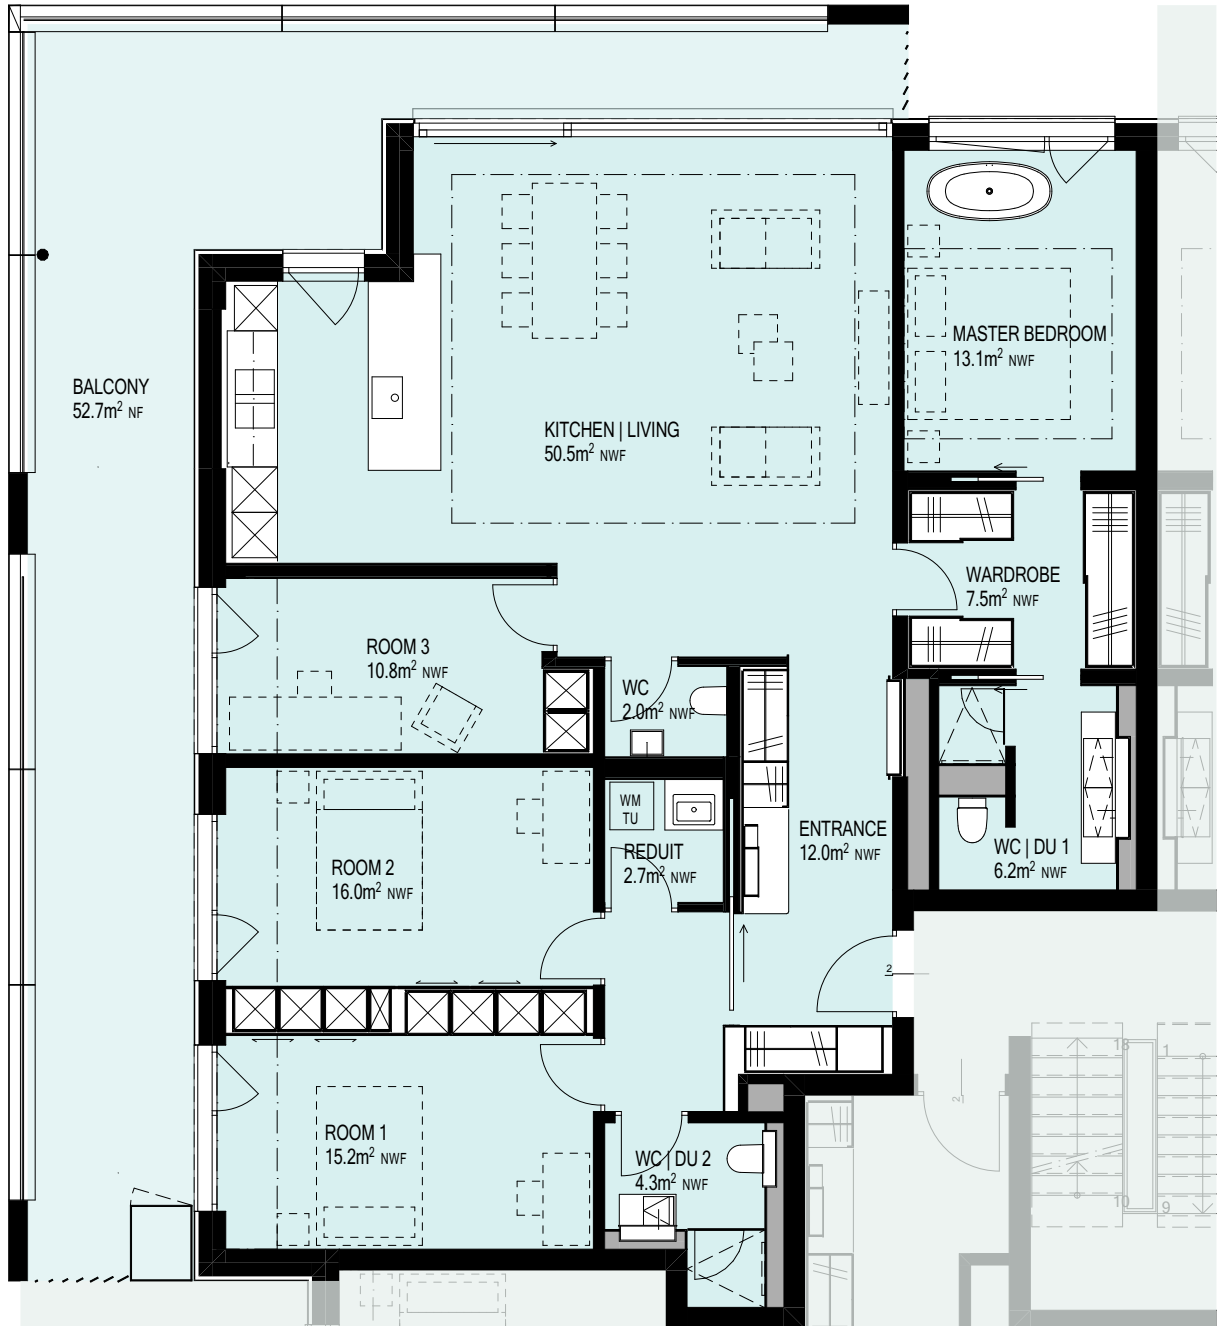 MASTER BEDROOM
13.1m² NWF
BALCONY
52.7m² NF
KITCHEN | LIVING
50.5m² NWF
WARDROBE
7.5m² NWF
ROOM 3
10.8m² NWF
WC
2.0m² NWF
WM
TU
ENTRANCE
12.0m² NWF
REDUIT
2.7m² NWF
WC | DU 1
6.2m² NWF
ROOM 2
16.0m² NWF
2
18
1
2
ROOM 1
15.2m² NWF
WC | DU 2
4.3m² NWF
10
9